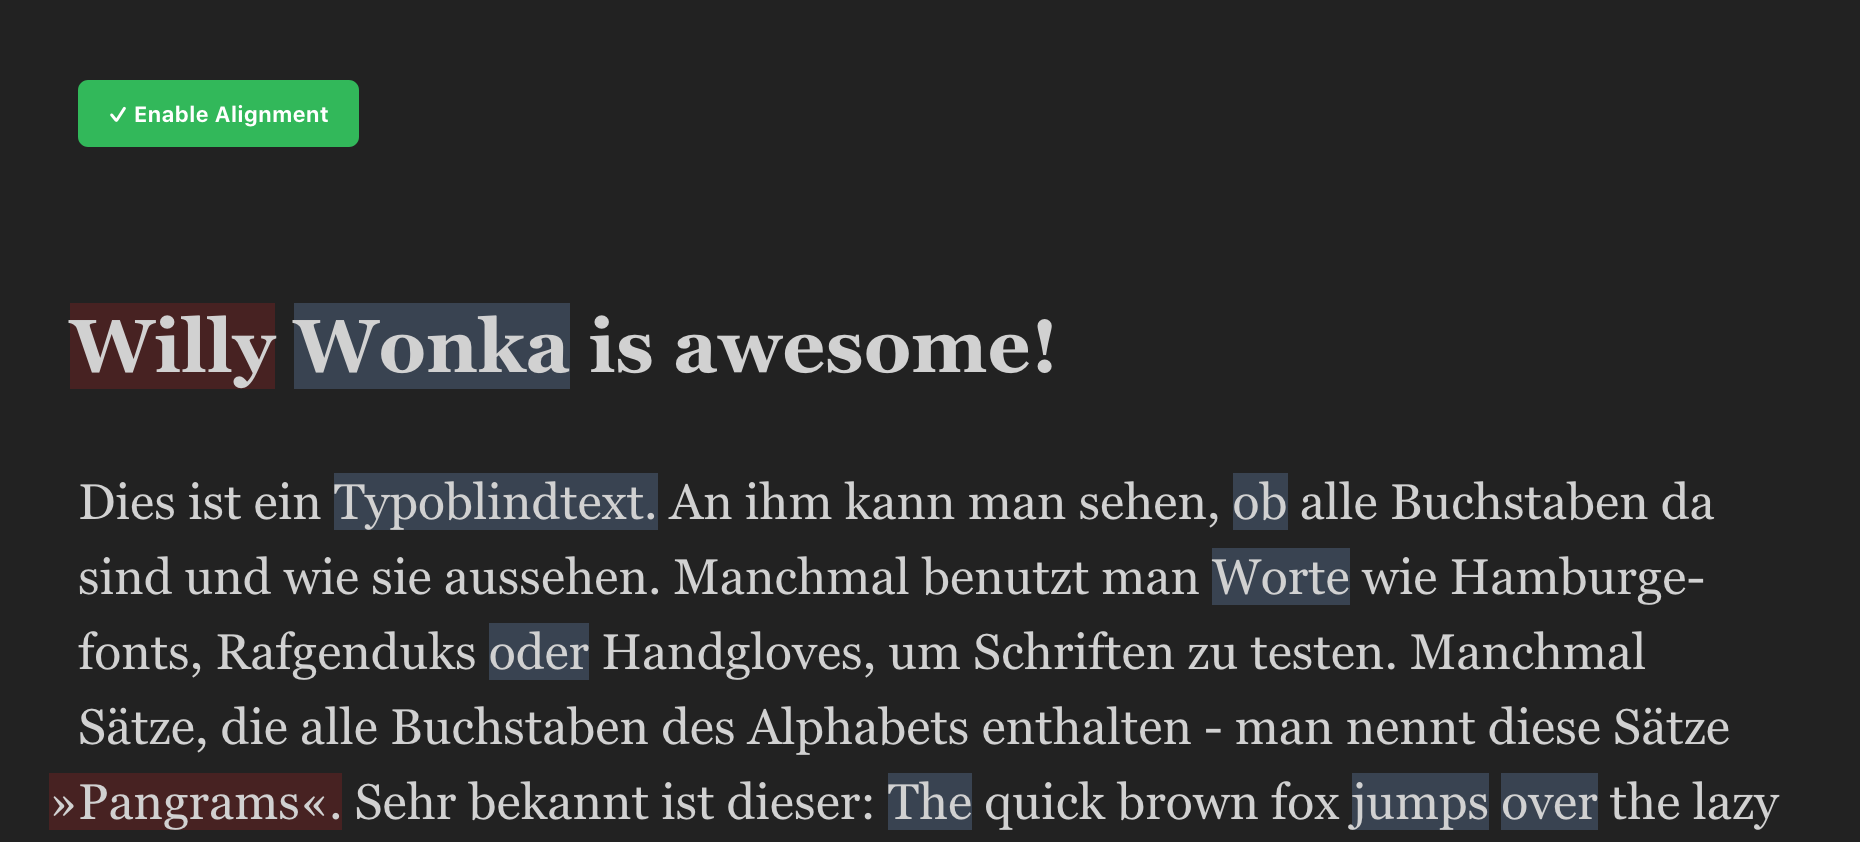 ✓ Enable Alignment
Willy Wonka is awesome!
Dies ist ein Typoblindtext. An ihm kann man sehen, ob alle Buchstaben da
sind und wie sie aussehen. Manchmal benutzt man Worte wie Hamburge-
fonts, Rafgenduks oder Handgloves, um Schriften zu testen. Manchmal
Sätze, die alle Buchstaben des Alphabets enthalten - man nennt diese Sätze
»Pangrams«. Sehr bekannt ist dieser: The quick brown fox jumps over the lazy